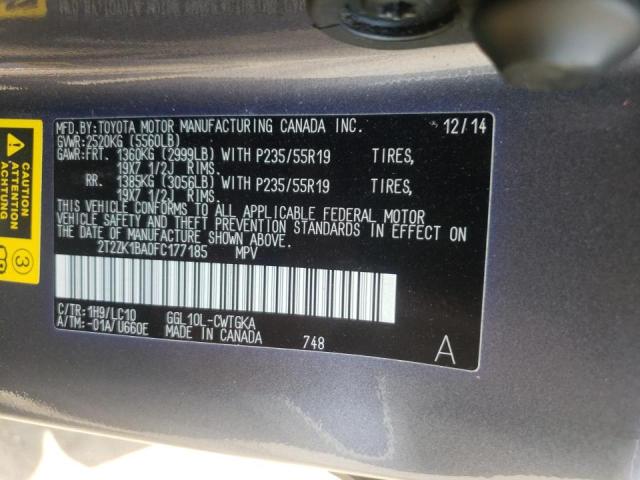 MFD.BY:TOYOTA MOTOR MANUFACTURING CANADA INC. 12/14
GVWR:2520KG (5560LB)
GAWR:FRT. 1360KG (2999LB) WITH P235/55R19 TIRES,
19X7 1/2J RIMS.
RR. 1385KG (3056LB) WITH P235/55R19 TIRES,
19X7 1/2J RIMS.
THIS VEHICLE CONFORMS TO ALL APPLICABLE FEDERAL MOTOR
VEHICLE SAFETY AND THEFT PREVENTION STANDARDS IN EFFECT ON
THE DATE OF MANUFACTURE SHOWN ABOVE.
2T2ZK1BA0FC177185 MPV
C/TR:1H9/LC10 GGL10L-CWTGKA
A/TM:-01A/U660E MADE IN CANADA 748 A
CAUTION
ATTENTION
ACHTUNG
3